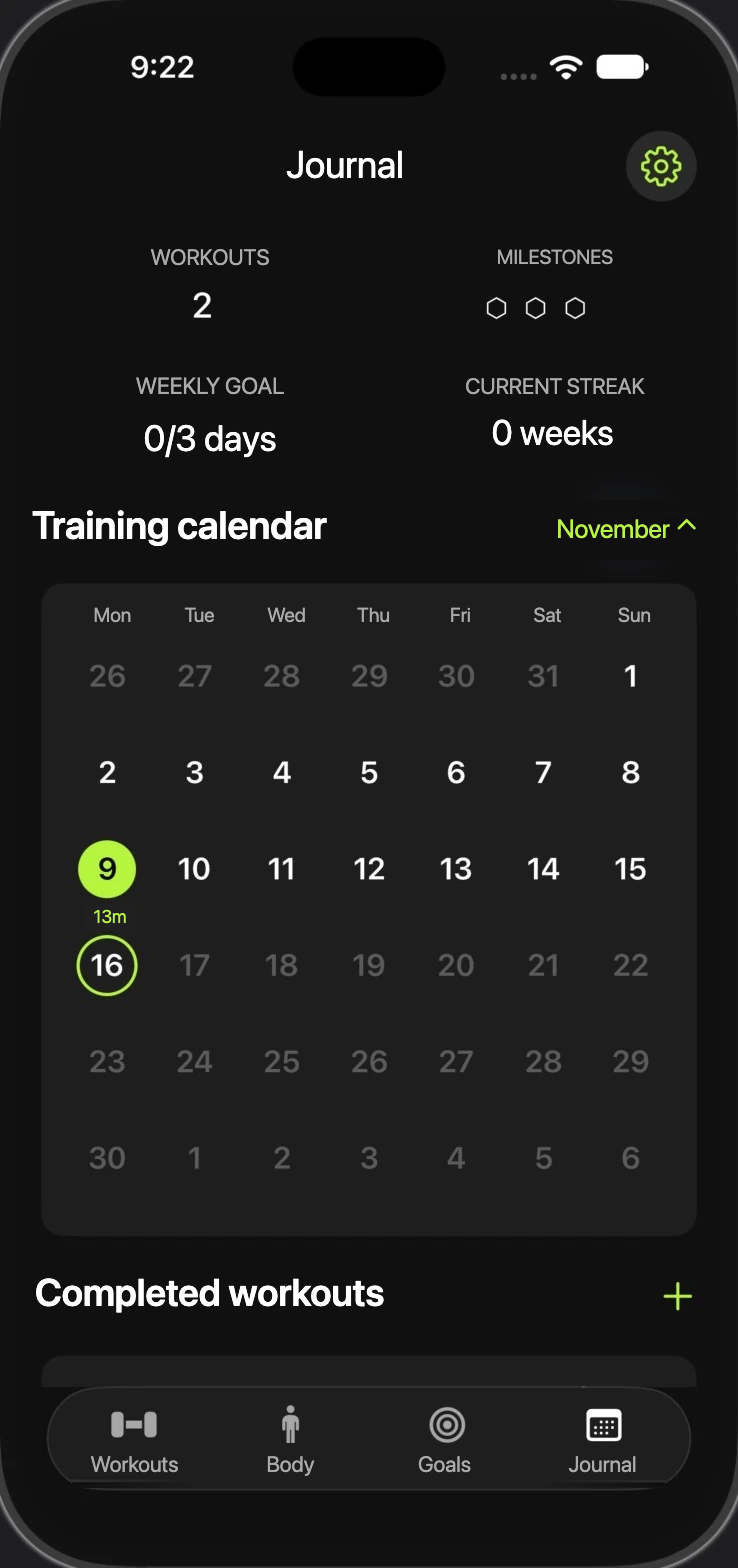 9:22
Journal
WORKOUTS MILESTONES
2
WEEKLY GOAL CURRENT STREAK
0/3 days 0 weeks
Training calendar November
Mon Tue Wed Thu Fri Sat Sun
26 27 28 29 30 31 1
2 3 4 5 6 7 8
9 10 11 12 13 14 15
13m
16 17 18 19 20 21 22
23 24 25 26 27 28 29
30 1 2 3 4 5 6
Completed workouts +
Workouts Body Goals Journal